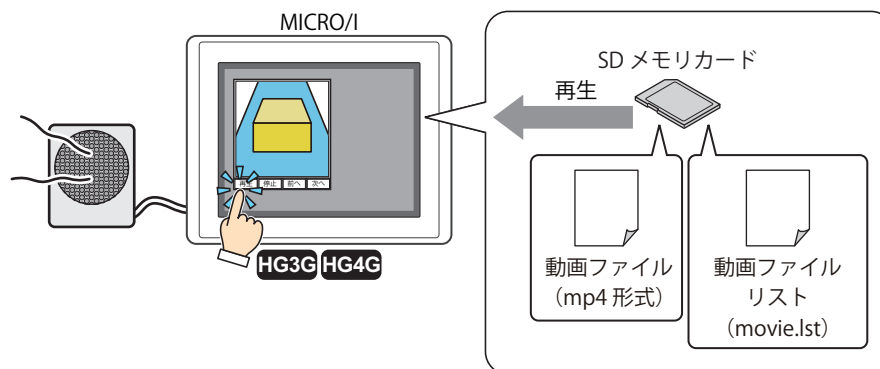 MICRO/I
再生
停止
前へ
次へ
HG3G
HG4G
SD メモリカード
再生
動画ファイル
(mp4 形式)
動画ファイル
リスト
(movie.lst)